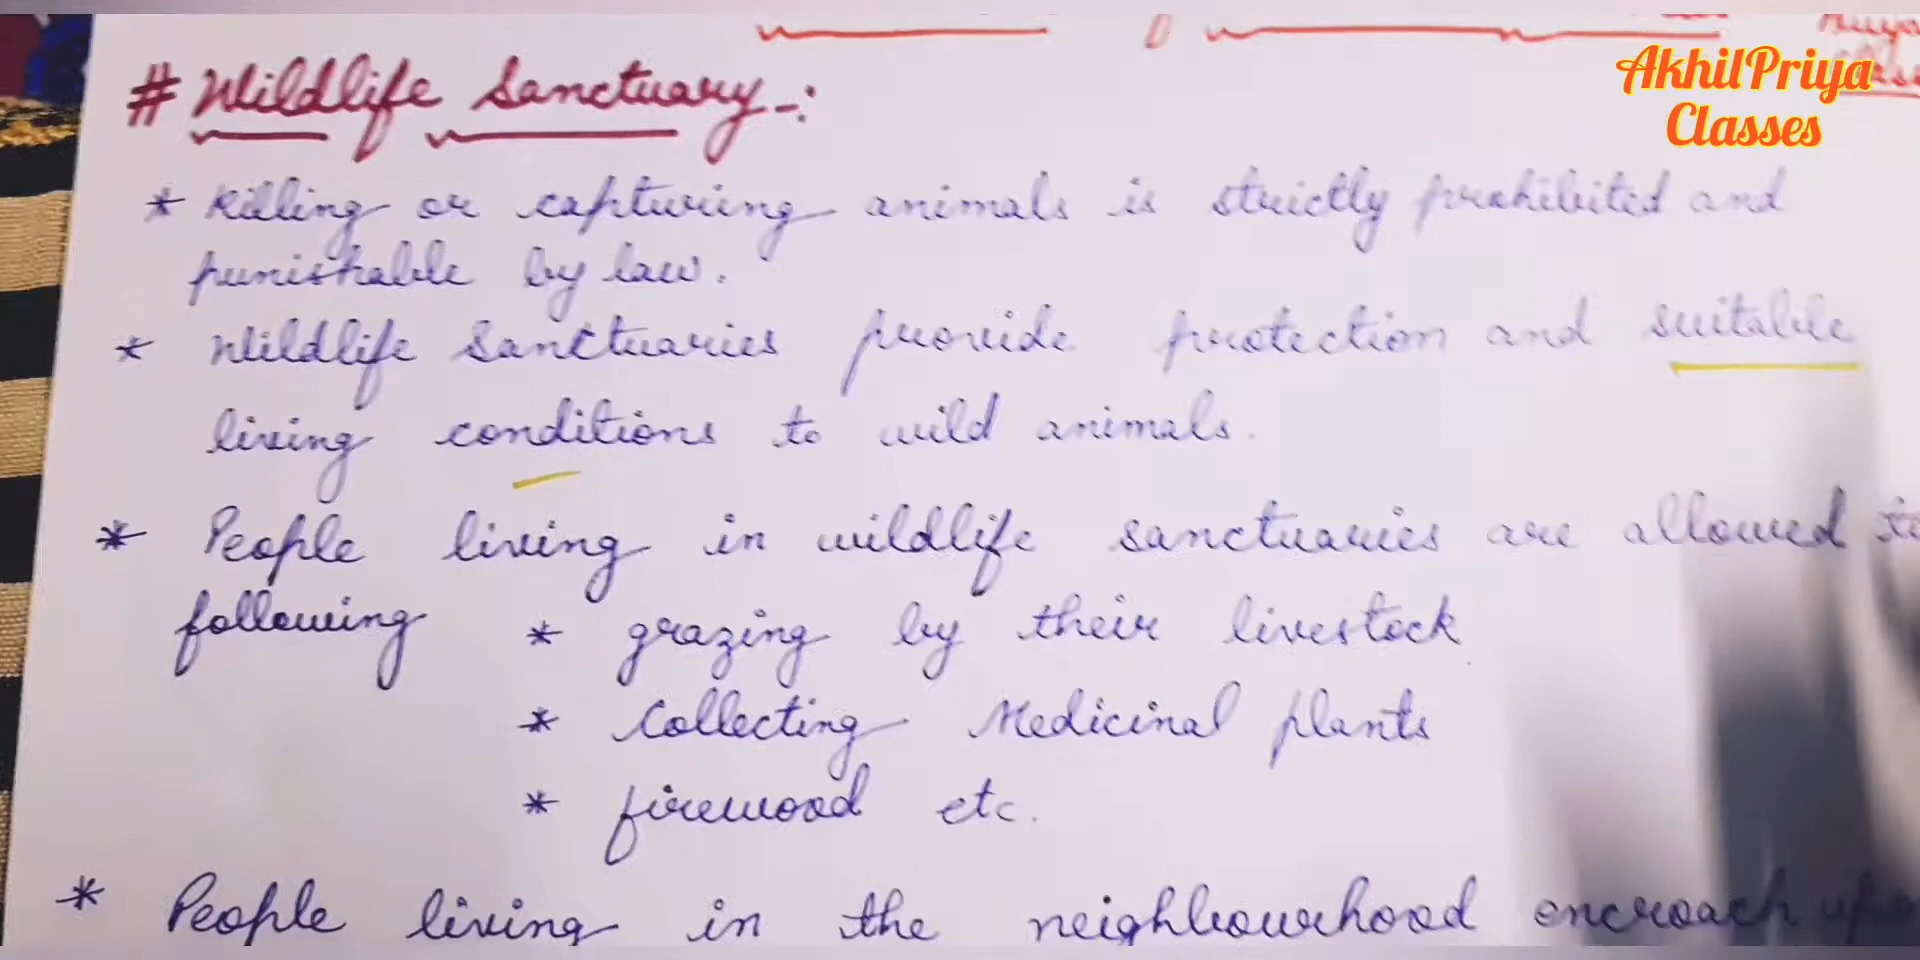 # Wildlife Sanctuary -:
AkhilPriya
Classes
* Killing or capturing animals is strictly prohibited and
punishable by law.
* Wildlife Sanctuaries provide protection and suitable
living conditions to wild animals.
* People living in wildlife sanctuaries are allowed
following * grazing by their livestock
* Collecting Medicinal plants
* firewood etc.
* People living in the neighbourhood encroach